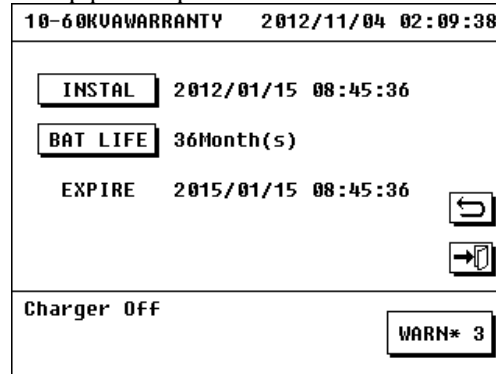 10-60KVAWARRANTY 2012/11/04 02:09:38
INSTAL 2012/01/15 08:45:36
BAT LIFE 36Month(s)
EXPIRE 2015/01/15 08:45:36
Charger Off
WARN* 3